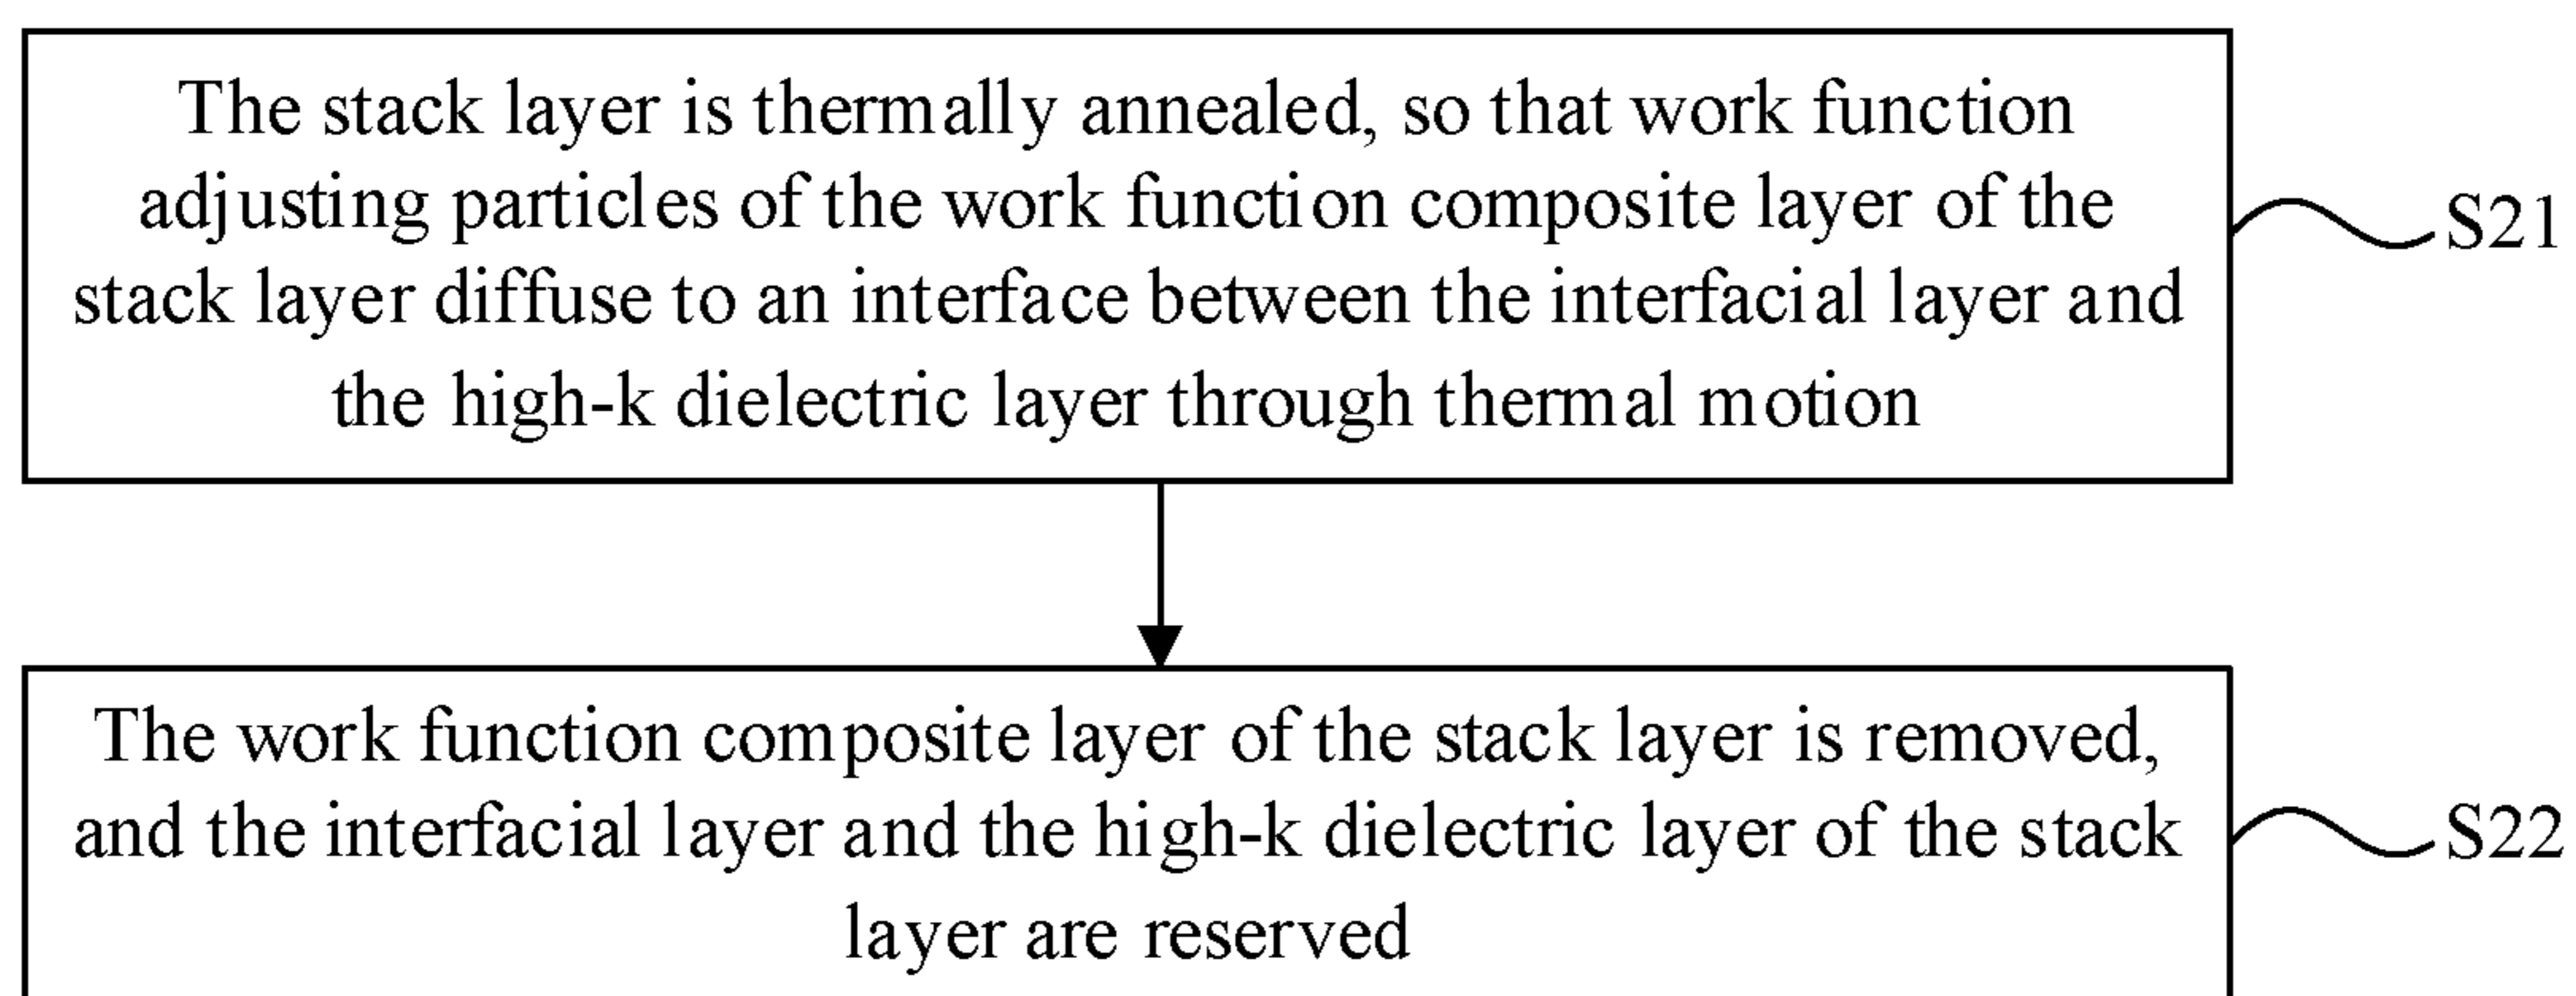 The stack layer is thermally annealed, so that work function
adjusting particles of the work function composite layer of the
stack layer diffuse to an interface between the interfacial layer and
the high-k dielectric layer through thermal motion
S21
The work function composite layer of the stack layer is removed,
and the interfacial layer and the high-k dielectric layer of the stack
layer are reserved
S22